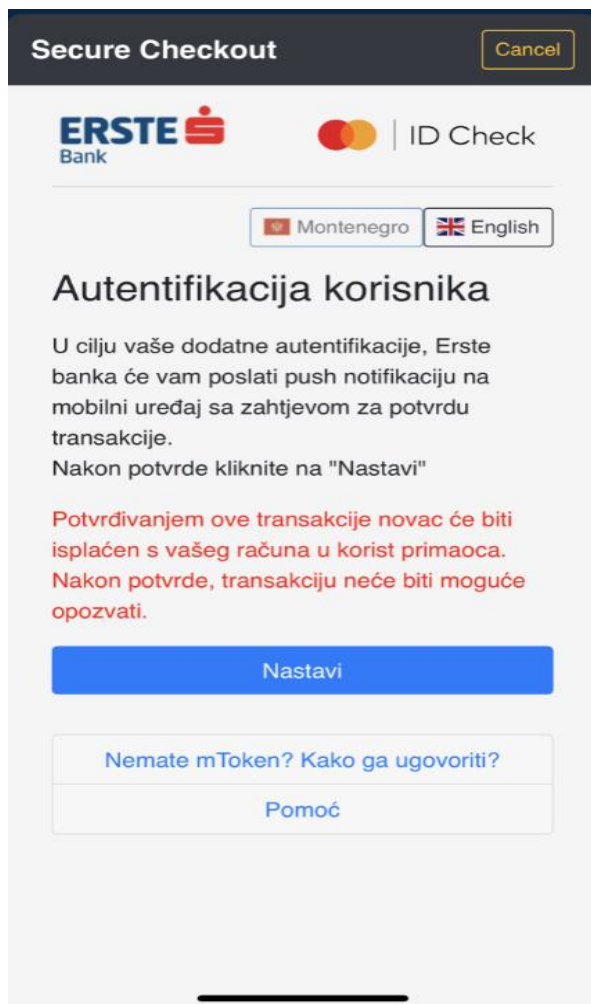 Secure Checkout
Cancel
ERSTE
Bank
ID Check
Montenegro
English
Autentifikacija korisnika
U cilju vaše dodatne autentifikacije, Erste
banka će vam poslati push notifikaciju na
mobilni uređaj sa zahtjevom za potvrdu
transakcije.
Nakon potvrde kliknite na "Nastavi"
Potvrđivanjem ove transakcije novac će biti
isplaćen s vašeg računa u korist primaoca.
Nakon potvrde, transakciju neće biti moguće
opozvati.
Nastavi
Nemate mToken? Kako ga ugovoriti?
Pomoć